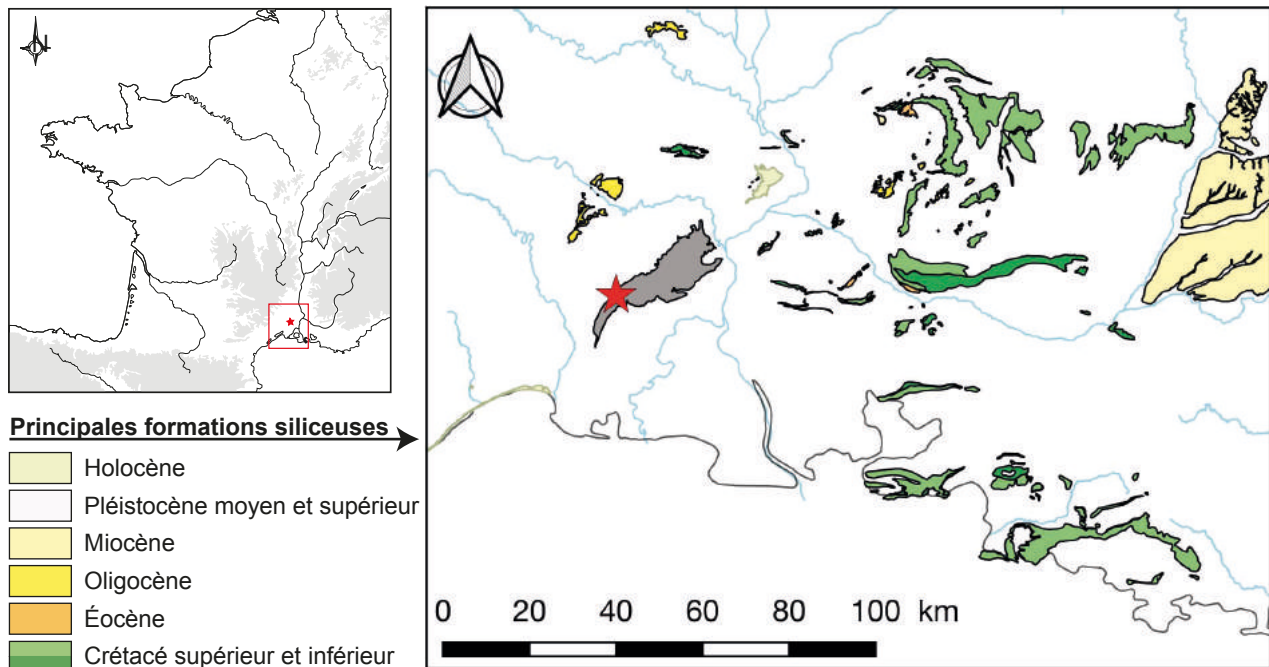 N
Principales formations siliceuses
Holocène
Pléistocène moyen et supérieur
Miocène
Oligocène
Éocène
Crétacé supérieur et inférieur
0 20 40 60 80 100 km